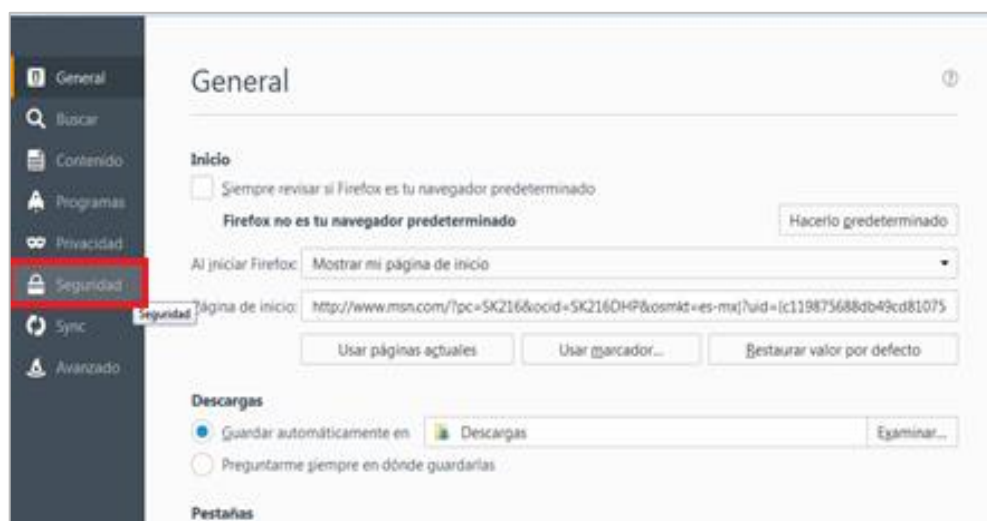 General
Buscar
Contenido
Programas
Privacidad
Seguridad
Seguridad
Sync
Avanzado
General
?
Inicio
Siempre revisar si Firefox es tu navegador predeterminado
Firefox no es tu navegador predeterminado
Hacerlo predeterminado
Al iniciar Firefox: Mostrar mi página de inicio
Página de inicio: http://www.msn.com/?pc=SK216&ocid=SK216DHP&osmkt=es-mx|?uid={c119875688db49cd81075
Usar páginas actuales
Usar marcador...
Restaurar valor por defecto
Descargas
Guardar automáticamente en
Descargas
Examinar...
Preguntarme siempre en dónde guardarlas
Pestañas